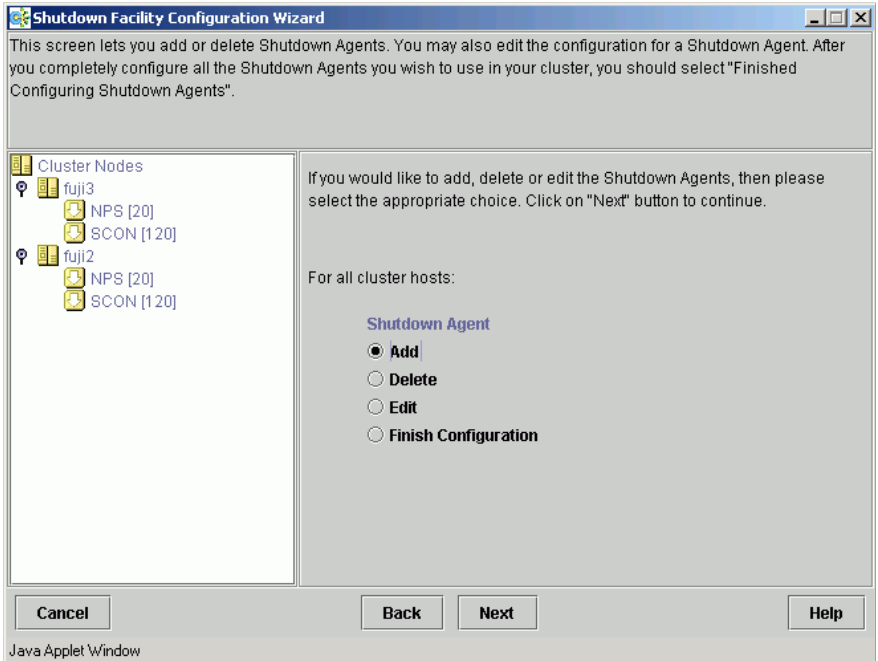 Shutdown Facility Configuration Wizard
This screen lets you add or delete Shutdown Agents. You may also edit the configuration for a Shutdown Agent. After
you completely configure all the Shutdown Agents you wish to use in your cluster, you should select "Finished
Configuring Shutdown Agents".
Cluster Nodes
fuji3
NPS [20]
SCON [120]
fuji2
NPS [20]
SCON [120]
If you would like to add, delete or edit the Shutdown Agents, then please
select the appropriate choice. Click on "Next" button to continue.
For all cluster hosts:
Shutdown Agent
Add
Delete
Edit
Finish Configuration
Cancel
Back
Next
Help
Java Applet Window